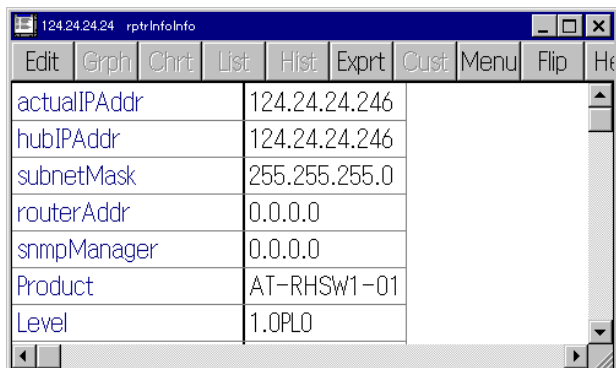 124.24.24.24 rptrInfoInfo
Edit Grph Chrt List Hist Exprt Cust Menu Flip He
actualIPAddr 124.24.24.246
hubIPAddr 124.24.24.246
subnetMask 255.255.255.0
routerAddr 0.0.0.0
snmpManager 0.0.0.0
Product AT-RHSW1-01
Level 1.0PL0